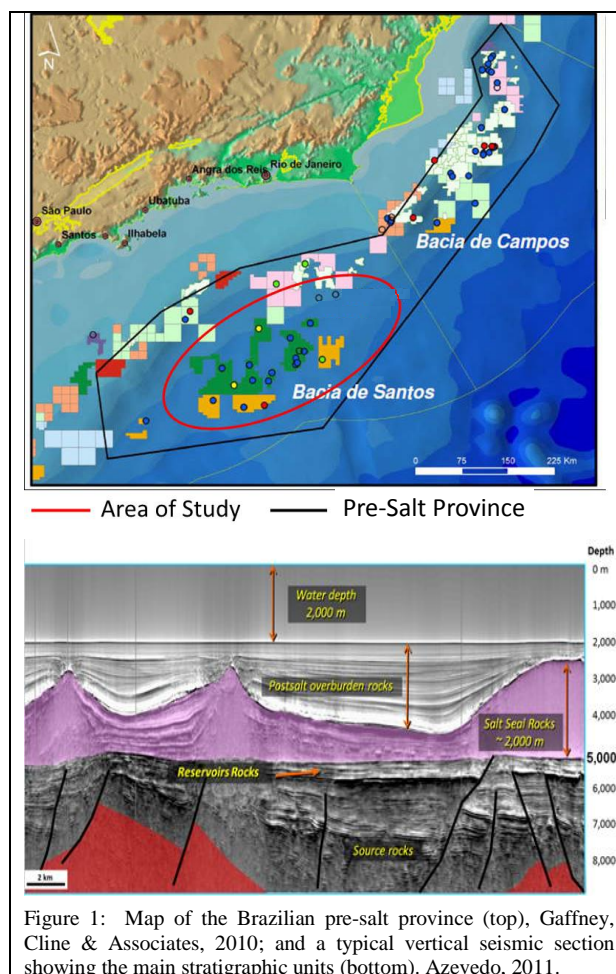 N
Rio de Janeiro
Angra dos Reis
São Paulo
Ubatuba
Santos
Ilhabela
Bacia de Campos
Bacia de Santos
0 75 150 225 Km
Area of Study Pre-Salt Province
Depth
0 m
Water depth
2,000 m
1,000
2,000
3,000
Postsalt overburden rocks
4,000
Salt Seal Rocks
~ 2,000 m
5,000
Reservoirs Rocks
6,000
Source rocks
7,000
8,000
2 km
Figure 1: Map of the Brazilian pre-salt province (top), Gaffney,
Cline & Associates, 2010; and a typical vertical seismic section
showing the main stratigraphic units (bottom), Azevedo, 2011.